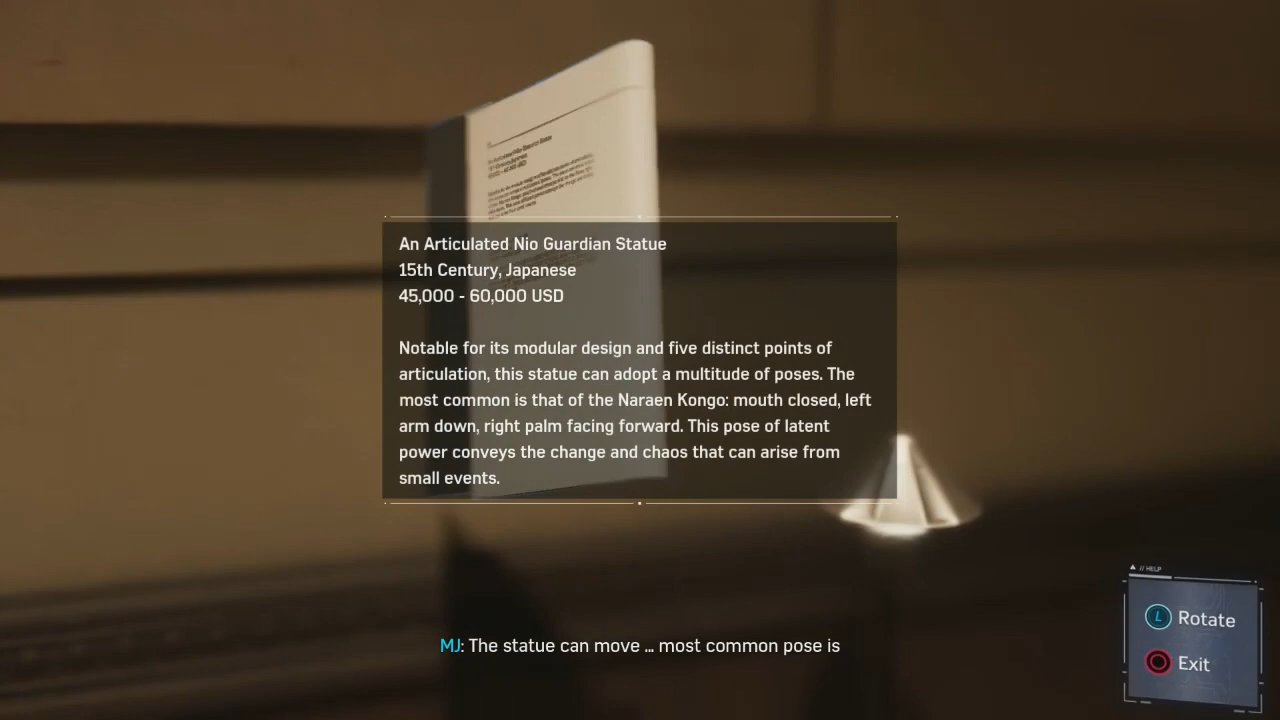 An Articulated Nio Guardian Statue
15th Century, Japanese
45,000 - 60,000 USD
Notable for its modular design and five distinct points of
articulation, this statue can adopt a multitude of poses. The
most common is that of the Naraen Kongo: mouth closed, left
arm down, right palm facing forward. This pose of latent
power conveys the change and chaos that can arise from
small events.
// HELP
L Rotate
Exit
MJ: The statue can move ... most common pose is